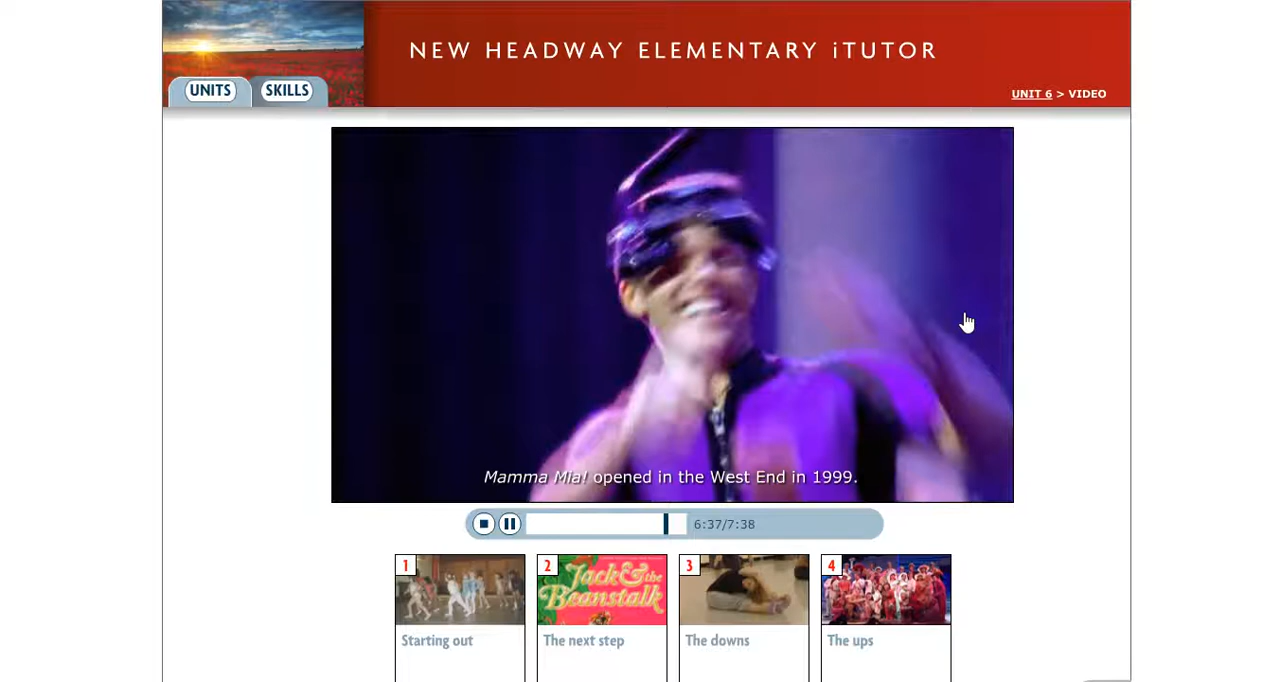 NEW HEADWAY ELEMENTARY iTUTOR
UNITS
SKILLS
UNIT 6 > VIDEO
Mamma Mia! opened in the West End in 1999.
6:37/7:38
1
2
3
4
Jack & the
Beanstalk
Starting out
The next step
The downs
The ups